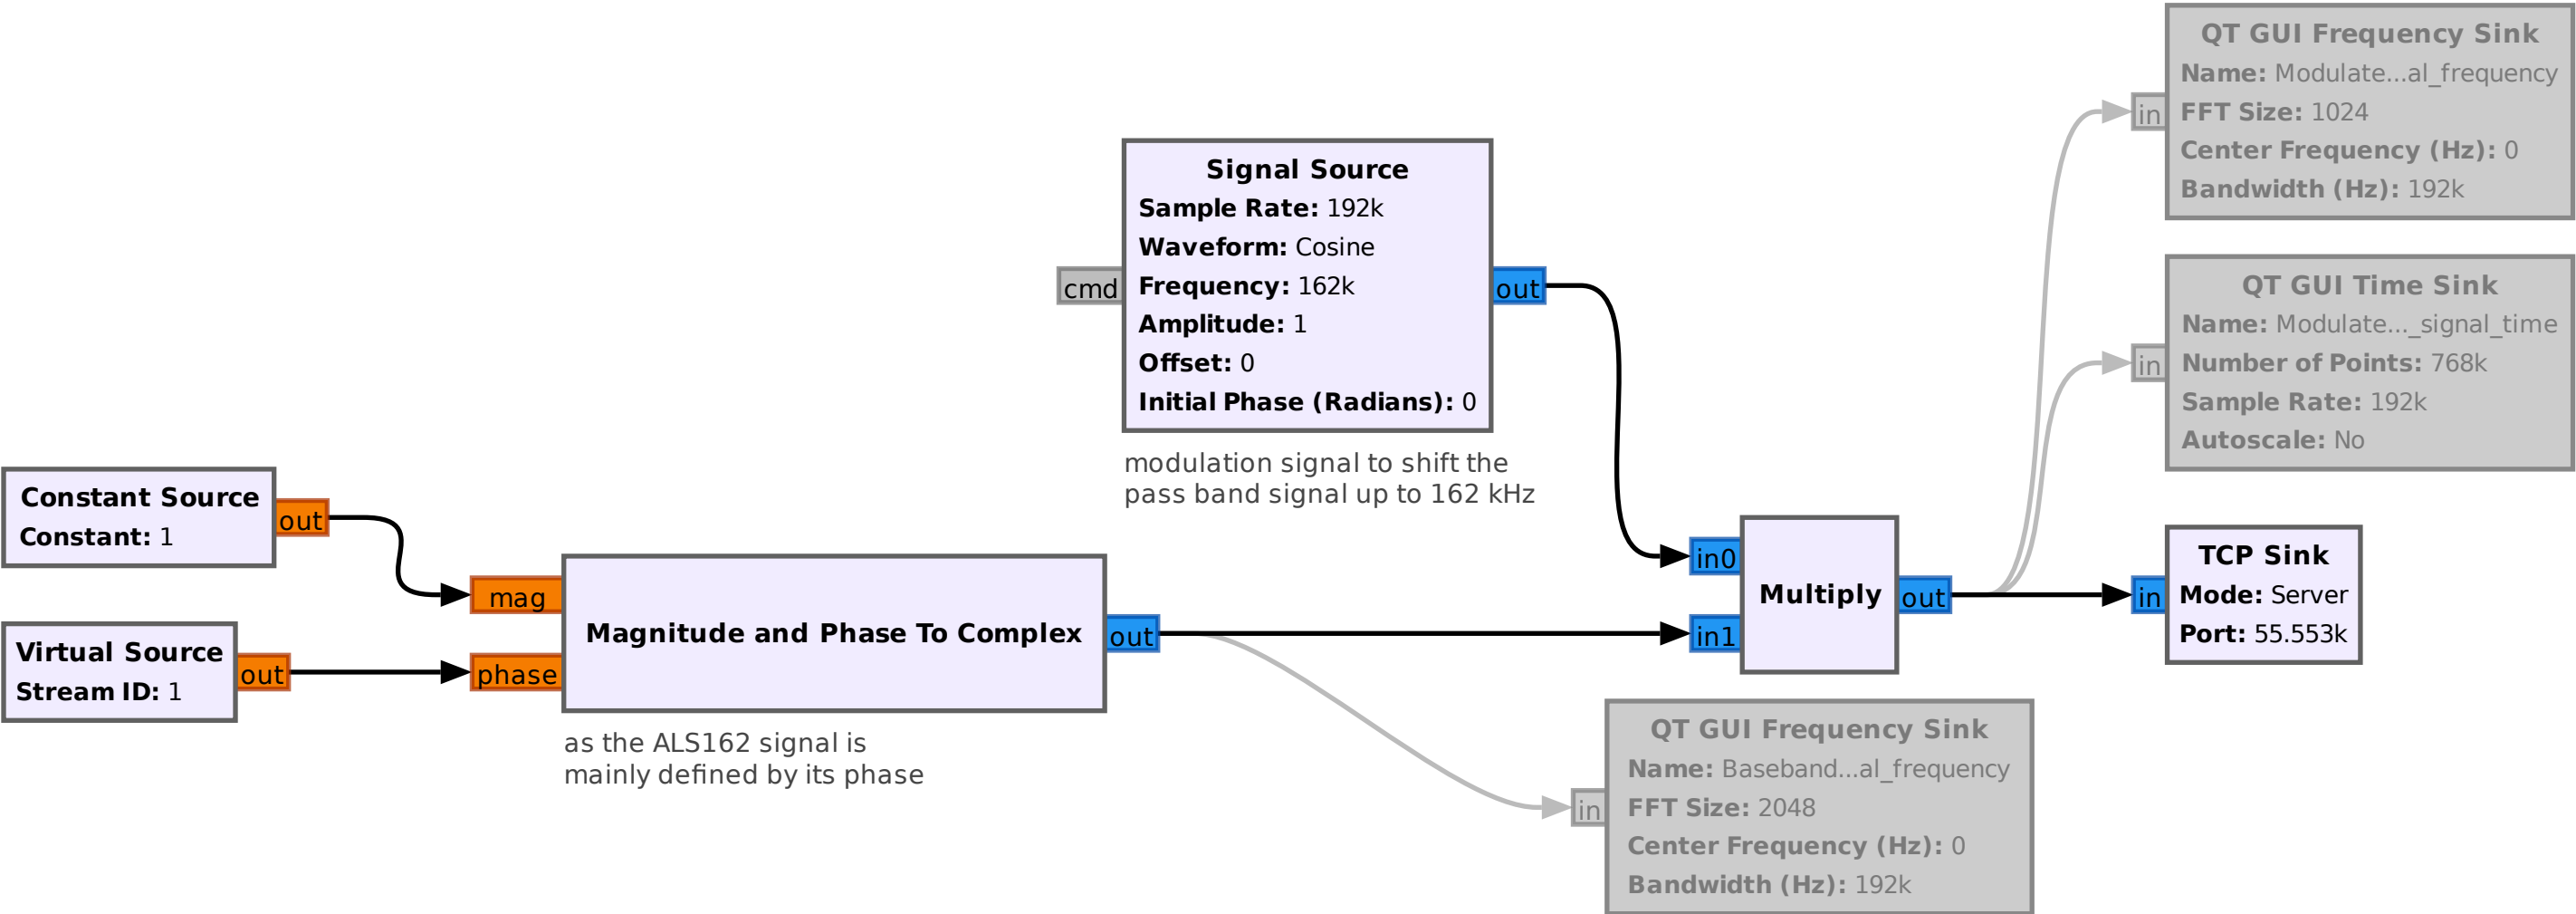 QT GUI Frequency Sink
Name: Modulate...al_frequency
in
FFT Size: 1024
Center Frequency (Hz): 0
Bandwidth (Hz): 192k
Signal Source
Sample Rate: 192k
Waveform: Cosine
cmd
Frequency: 162k
out
Amplitude: 1
Offset: 0
Initial Phase (Radians): 0
modulation signal to shift the
pass band signal up to 162 kHz
QT GUI Time Sink
Name: Modulate..._signal_time
in
Number of Points: 768k
Sample Rate: 192k
Autoscale: No
Constant Source
Constant: 1
out
Virtual Source
Stream ID: 1
out
mag
phase
Magnitude and Phase To Complex
out
as the ALS162 signal is
mainly defined by its phase
in0
in1
Multiply
out
in
TCP Sink
Mode: Server
Port: 55.553k
QT GUI Frequency Sink
Name: Baseband...al_frequency
in
FFT Size: 2048
Center Frequency (Hz): 0
Bandwidth (Hz): 192k